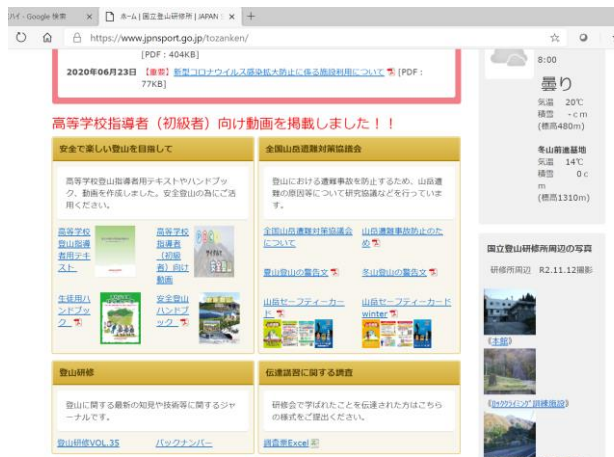 イ - Google 検索
ホーム | 国立登山研修所 | JAPAN S
https://www.jpnsport.go.jp/tozanken/
[PDF : 404KB]
2020年06月23日 【重要】新型コロナウイルス感染拡大防止に係る施設利用について [PDF :
77KB]
高等学校指導者（初級者）向け動画を掲載しました！！
安全で楽しい登山を目指して
高等学校登山指導者用テキストやハンドブッ
ク、動画を作成しました。安全登山の為にご活
用ください。
高等学校
登山指導
者用テキ
スト
高等学校
指導者
（初級
者）向け
動画
生徒用ハ
ンドブッ
ク
安全登山
ハンドブ
ック
全国山岳遭難対策協議会
登山における遭難事故を防止するため、山岳遭
難の原因等について研究協議などを行っていま
す。
全国山岳遭難対策協議会
について
山岳遭難事故防止のた
め
夏山登山の警告文
冬山登山の警告文
山岳セーフティーカー
ド
山岳セーフティーカード
winter
登山研修
登山に関する最新の知見や技術等に関するジャ
ーナルです。
登山研修VOL.35
バックナンバー
伝達講習に関する調査
研修会で学ばれたことを伝達された方はこちら
の様式をご提出ください。
調査票Excel
8:00
曇り
気温 20℃
積雪 -cm
(標高480m)
冬山前進基地
気温 14℃
積雪 0c
m
(標高1310m)
国立登山研修所周辺の写真
研修所周辺 R2.11.12撮影
《本館》
《ロッククライミング訓練施設》